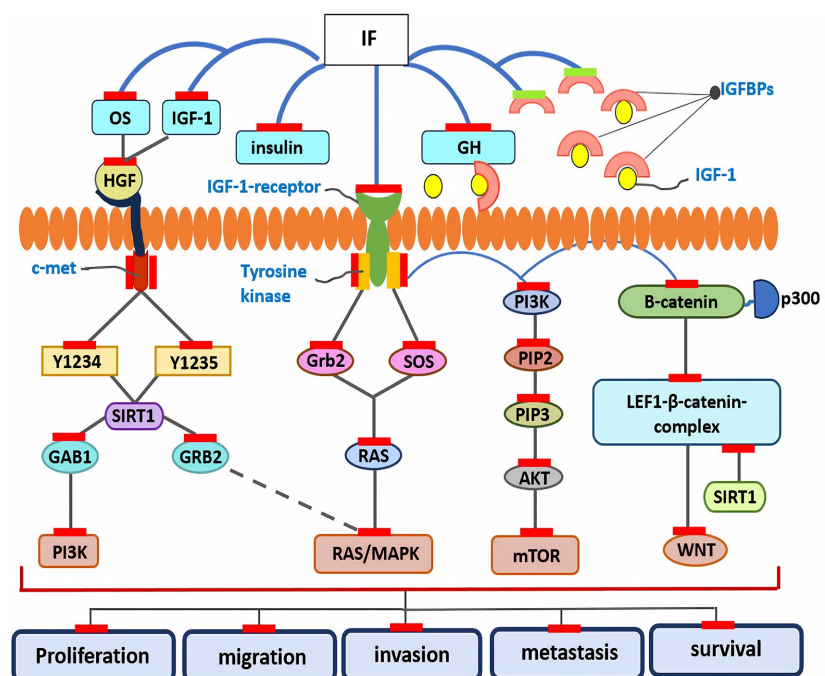 IF
OS
IGF-1
insulin
GH
IGFBPs
HGF
IGF-1-receptor
IGF-1
c-met
Tyrosine
kinase
PI3K
B-catenin
p300
Y1234
Y1235
Grb2
SOS
PIP2
SIRT1
PIP3
LEF1-β-catenin-
complex
GAB1
GRB2
RAS
AKT
SIRT1
PI3K
RAS/MAPK
mTOR
WNT
Proliferation
migration
invasion
metastasis
survival